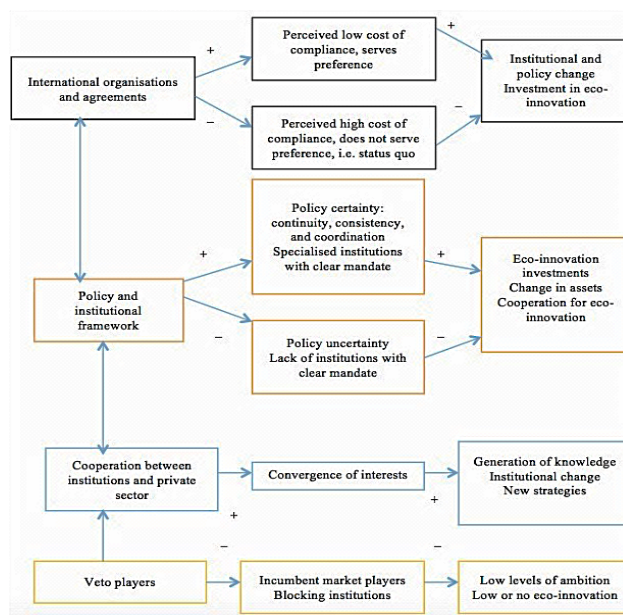 +
Perceived low cost of
compliance, serves
preference
+
International organisations
and agreements
Institutional and
policy change
Investment in eco-
innovation
–
Perceived high cost of
compliance, does not serve
preference, i.e. status quo
–
Policy certainty:
continuity, consistency,
and coordination
Specialised institutions
with clear mandate
+
+
Policy and
institutional
framework
Eco-innovation
investments
Change in assets
Cooperation for eco-
innovation
–
Policy uncertainty
Lack of institutions with
clear mandate
–
Cooperation between
institutions and private
sector
Convergence of interests
Generation of knowledge
Institutional change
New strategies
+
+
Veto players
–
Incumbent market players
Blocking institutions
–
Low levels of ambition
Low or no eco-innovation